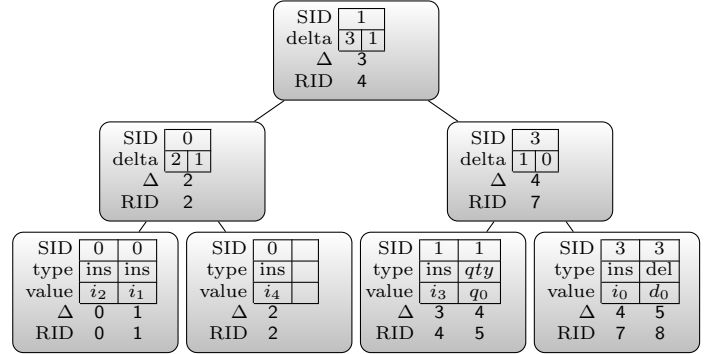 SID 1
delta 3 1
Δ 3
RID 4
SID 0
delta 2 1
Δ 2
RID 2
SID 3
delta 1 0
Δ 4
RID 7
SID 0 0
type ins ins
value i₂ i₁
Δ 0 1
RID 0 1
SID 0
type ins
value i₄
Δ 2
RID 2
SID 1 1
type ins qty
value i₃ q₀
Δ 3 4
RID 4 5
SID 3 3
type ins del
value i₀ d₀
Δ 4 5
RID 7 8